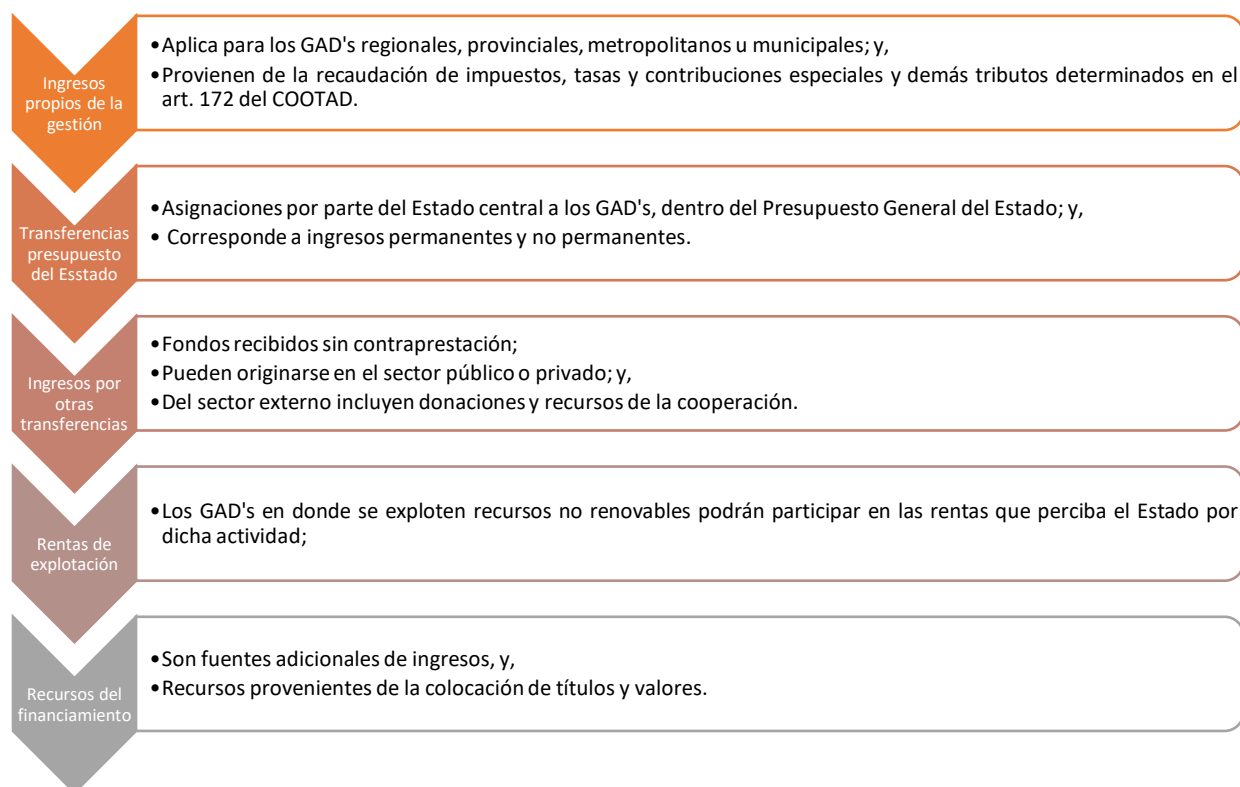 Ingresos
propios de la
gestión
•Aplica para los GAD's regionales, provinciales, metropolitanos u municipales; y,
•Provienen de la recaudación de impuestos, tasas y contribuciones especiales y demás tributos determinados en el
art. 172 del COOTAD.
Transferencias
presupuesto
del Esstado
•Asignaciones por parte del Estado central a los GAD's, dentro del Presupuesto General del Estado; y,
• Corresponde a ingresos permanentes y no permanentes.
Ingresos por
otras
transferencias
•Fondos recibidos sin contraprestación;
•Pueden originarse en el sector público o privado; y,
•Del sector externo incluyen donaciones y recursos de la cooperación.
Rentas de
explotación
•Los GAD's en donde se exploten recursos no renovables podrán participar en las rentas que perciba el Estado por
dicha actividad;
Recursos del
financiamiento
•Son fuentes adicionales de ingresos, y,
•Recursos provenientes de la colocación de títulos y valores.